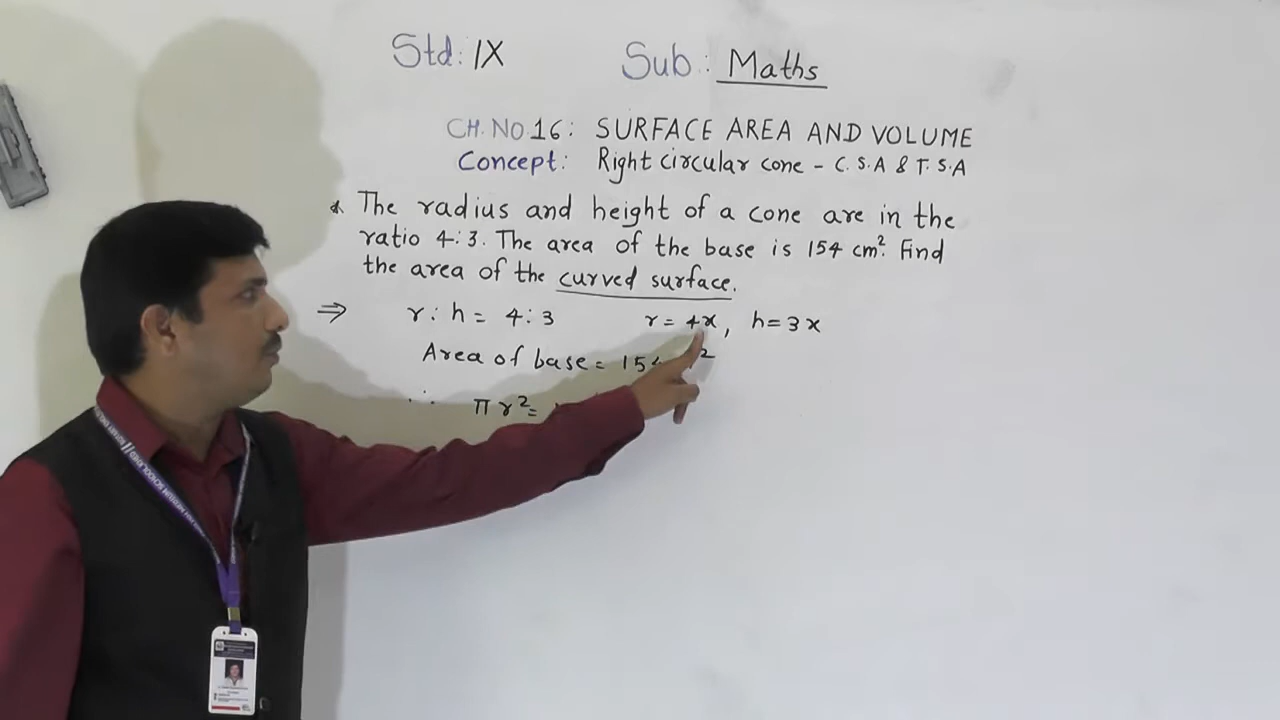 Std: IX Sub: Maths
CH. NO. 16: SURFACE AREA AND VOLUME
Concept: Right circular cone - C.S.A & T.S.A
The radius and height of a cone are in the
ratio 4:3. The area of the base is 154 cm². Find
the area of the curved surface.
⇒ r : h = 4 : 3 r = 4x, h = 3x
Area of base = 154 ²
∴ πr² =